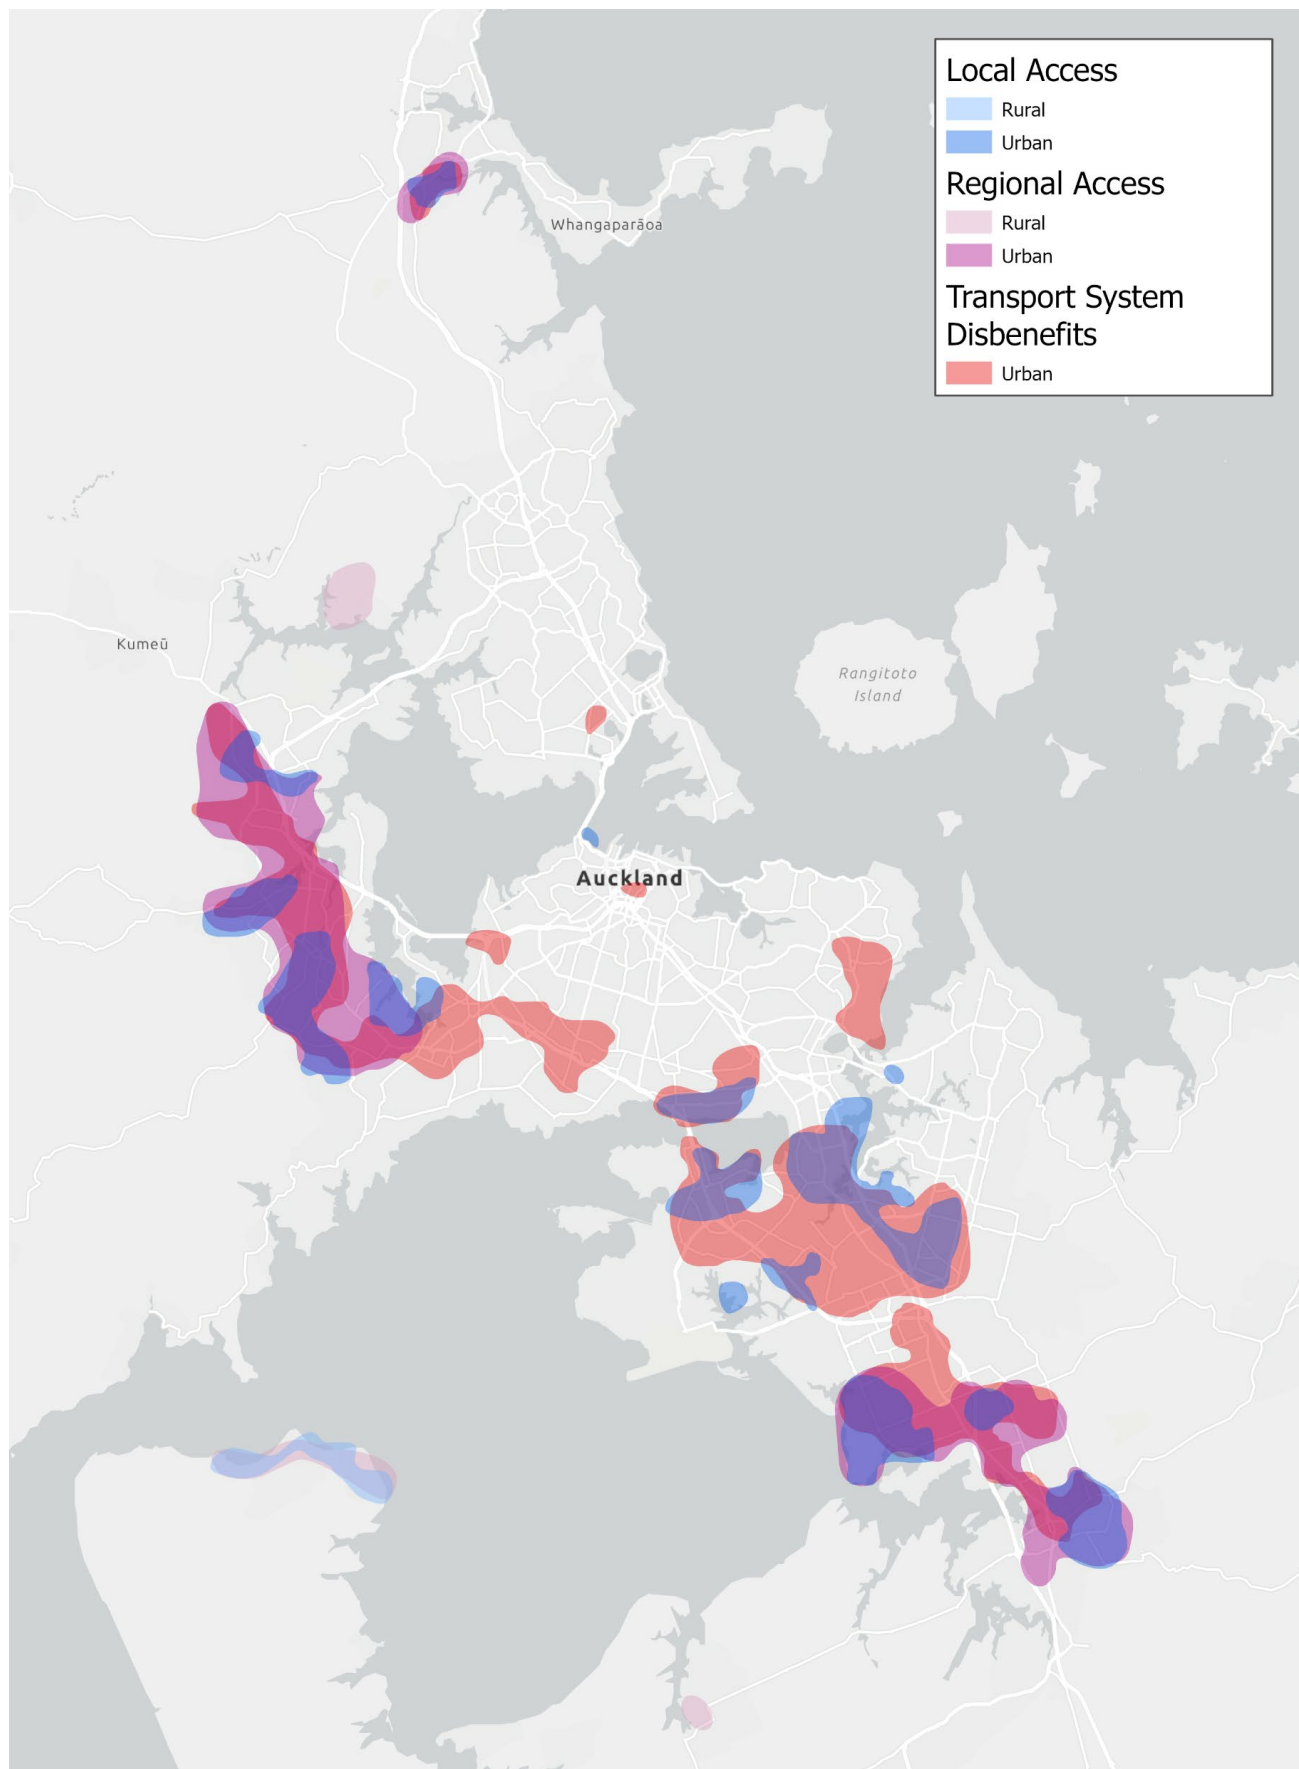 Local Access
Rural
Urban
Regional Access
Rural
Urban
Transport System
Disbenefits
Urban
Whangaparāoa
Kumeū
Rangitoto
Island
Auckland